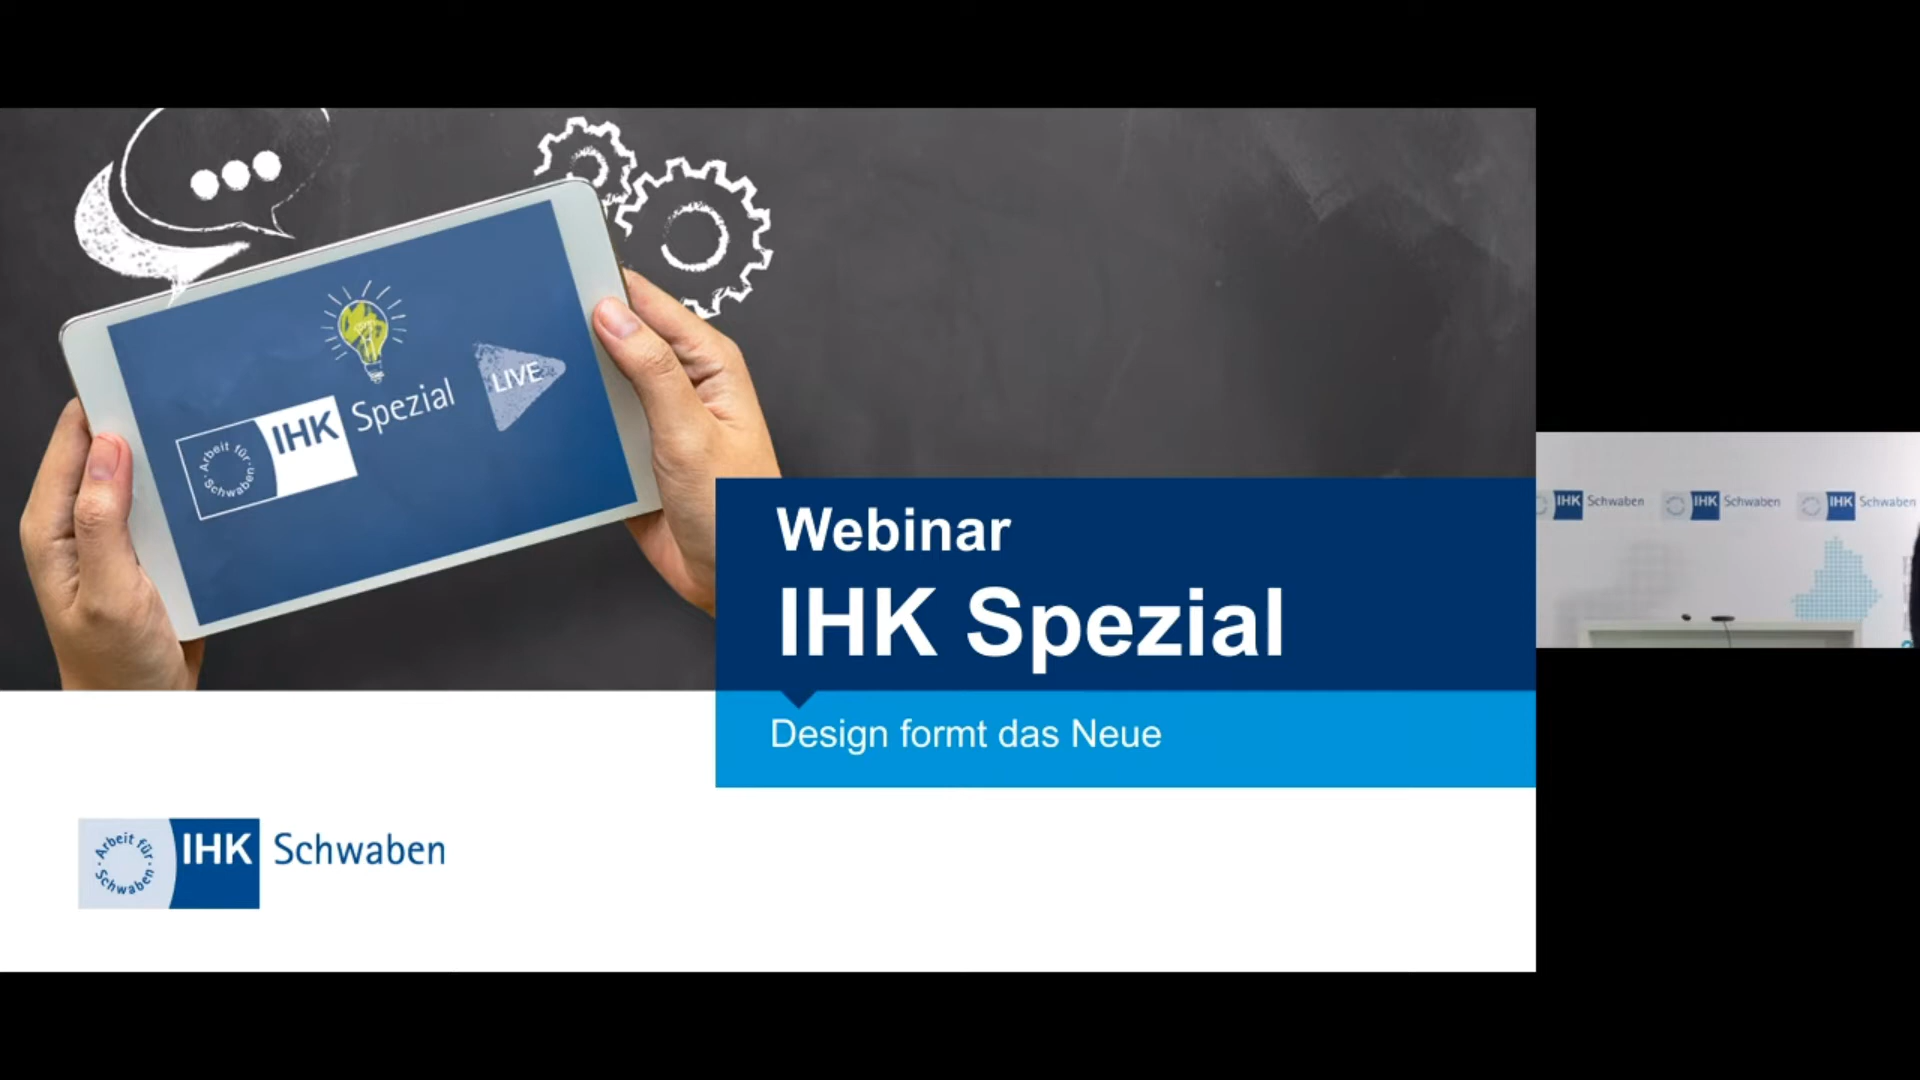 IHK Spezial
LIVE
Arbeit für
Schwaben
Webinar
IHK Spezial
Design formt das Neue
Arbeit für
Schwaben
IHK Schwaben
IHK Schwaben
IHK Schwaben
IHK Schwaben